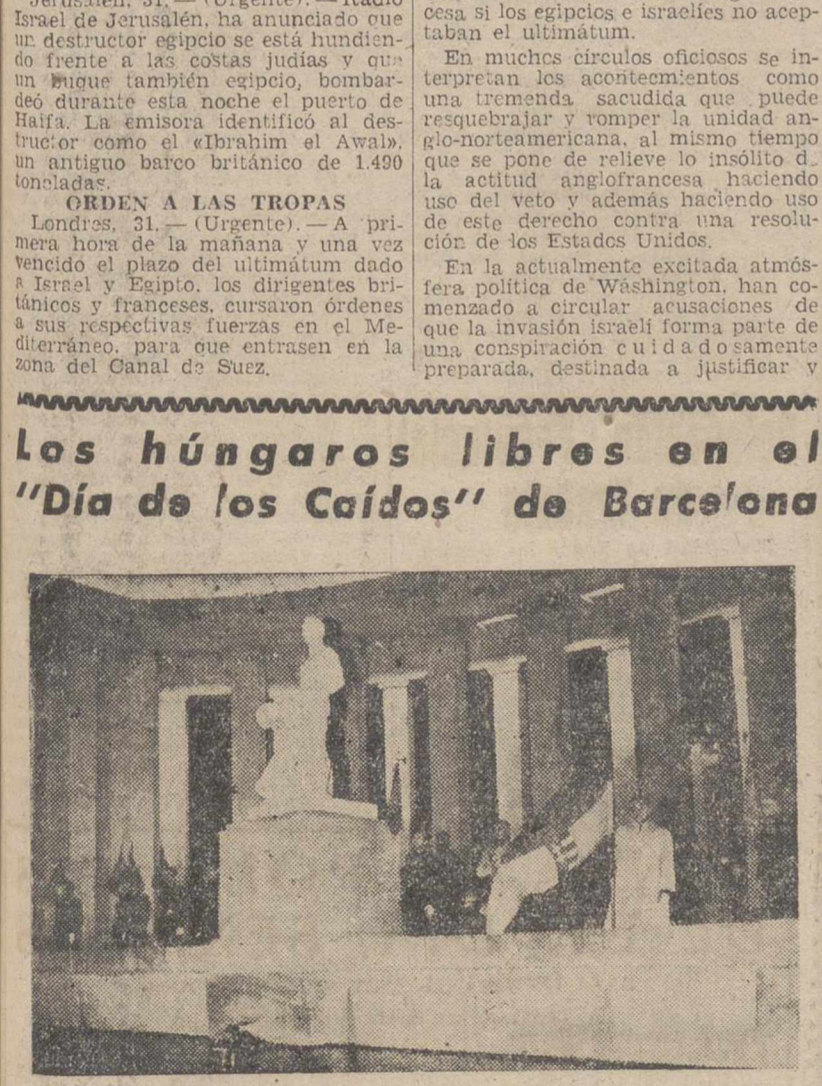 Jerusalén, 31. — (Urgente). — Radio
Israel de Jerusalén, ha anunciado que
un destructor egipcio se está hundien-
do frente a las costas judías y que
un buque también egipcio, bombar-
deó durante esta noche el puerto de
Haifa. La emisora identificó al des-
tructor como el «Ibrahim el Awal»,
un antiguo barco británico de 1.490
toneladas.
ORDEN A LAS TROPAS
Londres, 31. — (Urgente). — A pri-
mera hora de la mañana y una vez
vencido el plazo del ultimátum dado
a Israel y Egipto, los dirigentes bri-
tánicos y franceses, cursaron órdenes
a sus respectivas fuerzas en el Me-
diterráneo, para que entrasen en la
zona del Canal de Suez.
cesa si los egipcios e israelíes no acep-
taban el ultimátum.
En muchos círculos oficiosos se in-
terpretan los acontecmientos como
una tremenda sacudida que puede
resquebrajar y romper la unidad an-
glo-norteamericana, al mismo tiempo
que se pone de relieve lo insólito d_
la actitud anglofrancesa haciendo
uso del veto y además haciendo uso
de este derecho contra una resolu-
ción de los Estados Unidos.
En la actualmente excitada atmós-
fera política de Wáshington, han co-
menzado a circular acusaciones de
que la invasión israelí forma parte de
una conspiración cuidadosamente
preparada, destinada a justificar y
Los húngaros libres en el
"Día de los Caídos" de Barcelona